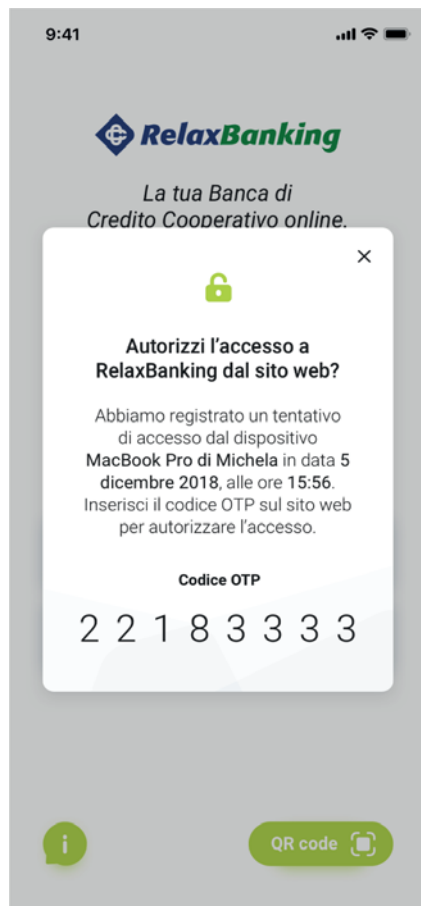 9:41
RelaxBanking
La tua Banca di
Credito Cooperativo online.
Autorizzi l’accesso a
RelaxBanking dal sito web?
Abbiamo registrato un tentativo
di accesso dal dispositivo
MacBook Pro di Michela in data 5
dicembre 2018, alle ore 15:56.
Inserisci il codice OTP sul sito web
per autorizzare l’accesso.
Codice OTP
2 2 1 8 3 3 3 3
i
QR code